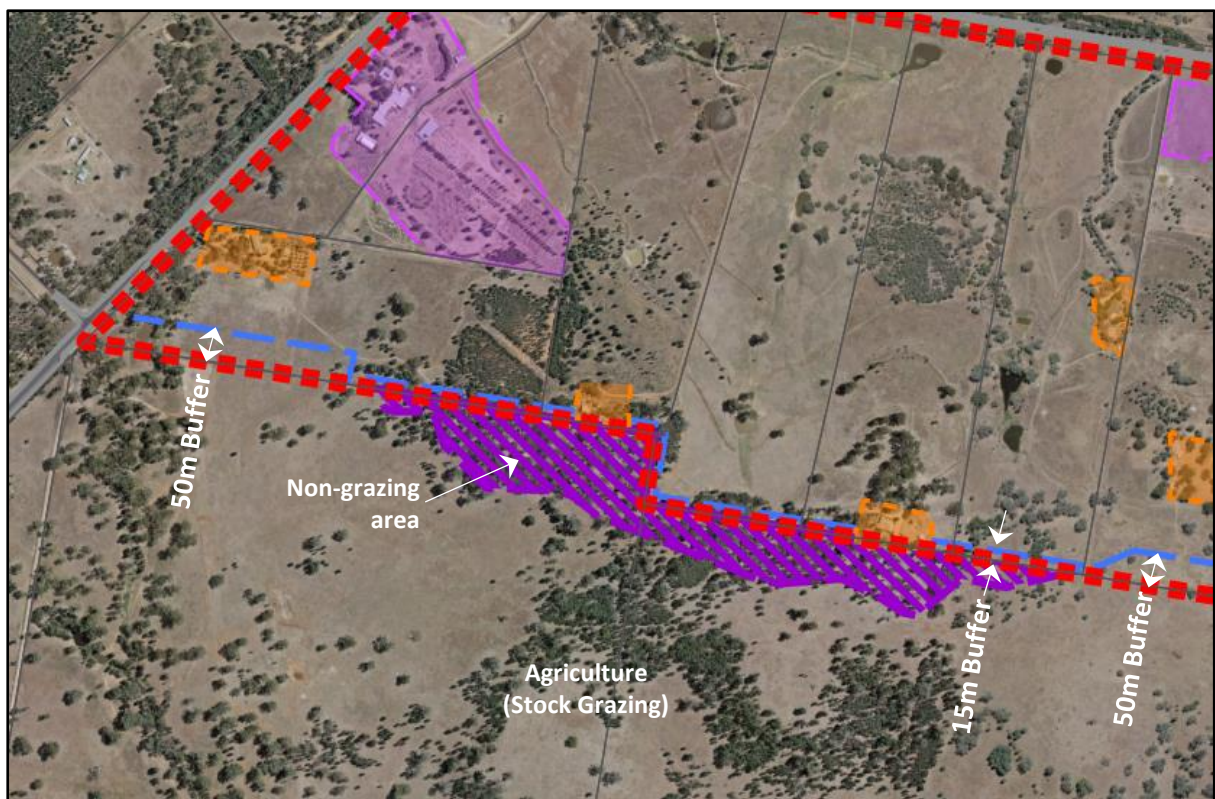 50m Buffer
Non-grazing
area
Agriculture
(Stock Grazing)
15m Buffer
50m Buffer